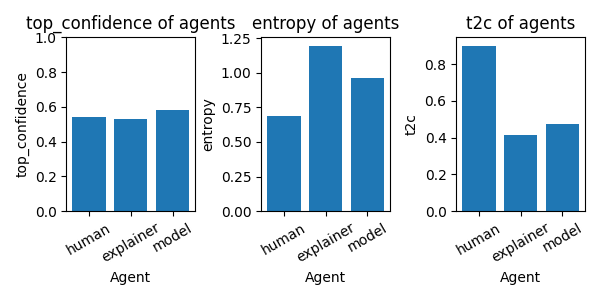 top_confidence of agents
top_confidence
1.0
0.8
0.6
0.4
0.2
0.0
human
explainer
model
Agent
entropy of agents
entropy
1.25
1.00
0.75
0.50
0.25
0.00
human
explainer
model
Agent
t2c of agents
t2c
0.8
0.6
0.4
0.2
0.0
human
explainer
model
Agent